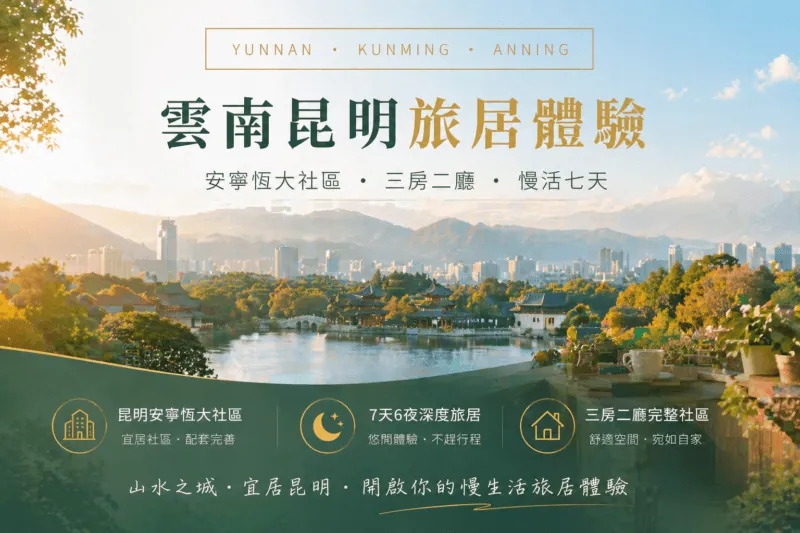 YUNNAN • KUNMING • ANNING
雲南昆明旅居體驗
安寧恆大社區 • 三房二廳 • 慢活七天
昆明安寧恆大社區
宜居社區·配套完善
7天6夜深度旅居
悠閒體驗·不趕行程
三房二廳完整社區
舒適空間·宛如自家
山水之城·宜居昆明·開啟你的慢生活旅居體驗